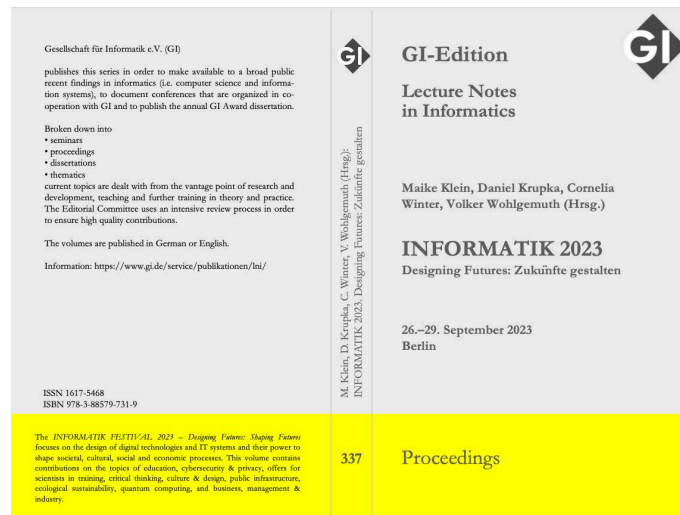 Gesellschaft für Informatik e.V. (GI)
publishes this series in order to make available to a broad public
recent findings in informatics (i.e. computer science and informa-
tion systems), to document conferences that are organized in co-
operation with GI and to publish the annual GI Award dissertation.
Broken down into
• seminars
• proceedings
• dissertations
• thematics
current topics are dealt with from the vantage point of research and
development, teaching and further training in theory and practice.
The Editorial Committee uses an intensive review process in order
to ensure high quality contributions.
The volumes are published in German or English.
Information: https://www.gi.de/service/publikationen/lni/
ISSN 1617-5468
ISBN 978-3-88579-731-9
The INFORMATIK FESTIVAL 2023 – Designing Futures: Shaping Futures
focuses on the design of digital technologies and IT systems and their power to
shape societal, cultural, social and economic processes. This volume contains
contributions on the topics of education, cybersecurity & privacy, offers for
scientists in training, critical thinking, culture & design, public infrastructure,
ecological sustainability, quantum computing, and business, management &
industry.
GI
M. Klein, D. Krupka, C. Winter, V. Wohlgemuth (Hrsg.):
INFORMATIK 2023. Designing Futures: Zukünfte gestalten
337
GI
GI-Edition
Lecture Notes
in Informatics
Maike Klein, Daniel Krupka, Cornelia
Winter, Volker Wohlgemuth (Hrsg.)
INFORMATIK 2023
Designing Futures: Zukünfte gestalten
26.–29. September 2023
Berlin
Proceedings